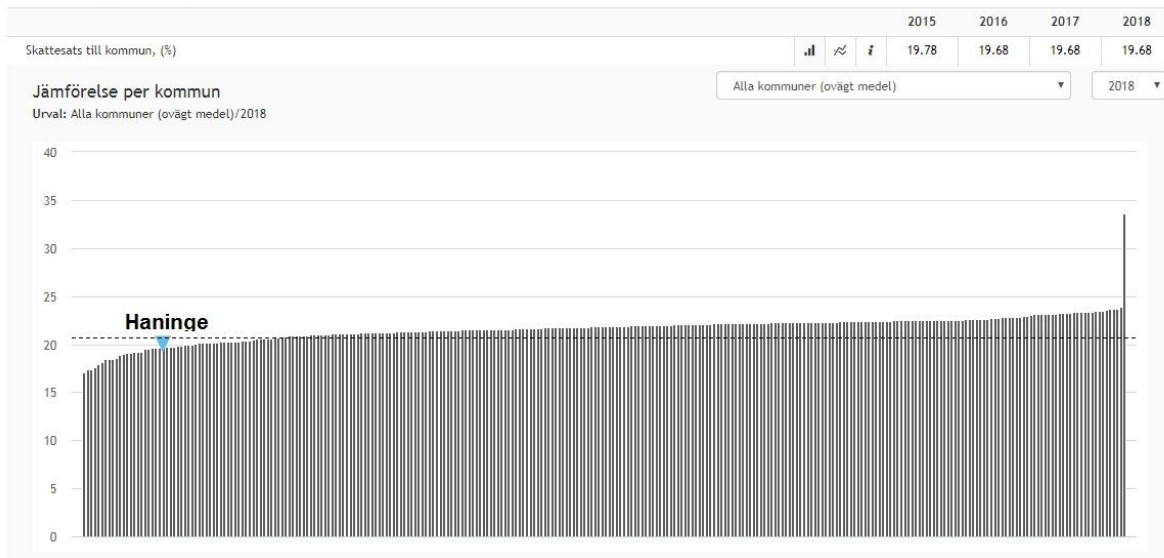 2015 2016 2017 2018
Skattesats till kommun, (%) i 19.78 19.68 19.68 19.68
Jämförelse per kommun
Alla kommuner (ovägt medel) 2018
Urval: Alla kommuner (ovägt medel)/2018
40
35
30
25
Haninge
20
15
10
5
0